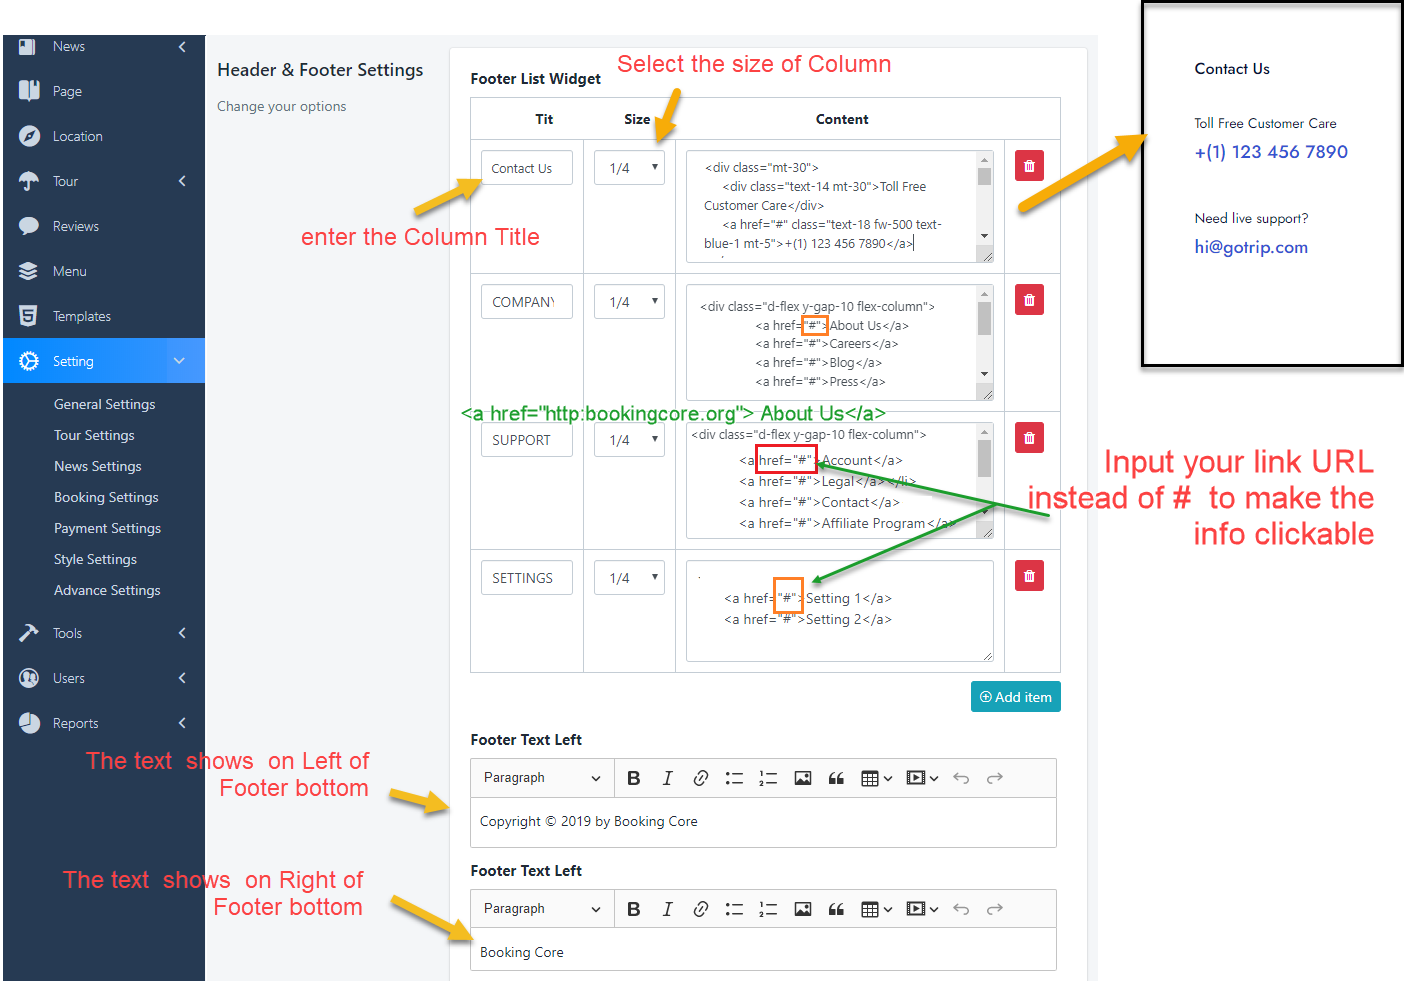 News
Page
Location
Tour
Reviews
Menu
Templates
Setting
General Settings
Tour Settings
News Settings
Booking Settings
Payment Settings
Style Settings
Advance Settings
Tools
Users
Reports
Header & Footer Settings
Change your options
Footer List Widget
Select the size of Column
Tit Size Content
Contact Us 1/4
<div class="mt-30">
<div class="text-14 mt-30">Toll Free
Customer Care</div>
<a href="#" class="text-18 fw-500 text-
blue-1 mt-5">+(1) 123 456 7890</a>
enter the Column Title
COMPANY 1/4
<div class="d-flex y-gap-10 flex-column">
<a href="#">About Us</a>
<a href="#">Careers</a>
<a href="#">Blog</a>
<a href="#">Press</a>
<a href="http:bookingcore.org"> About Us</a>
SUPPORT 1/4
<div class="d-flex y-gap-10 flex-column">
<a href="#">Account</a>
<a href="#">Legal</a></li>
<a href="#">Contact</a>
<a href="#">Affiliate Program</a>
SETTINGS 1/4
<a href="#">Setting 1</a>
<a href="#">Setting 2</a>
Add item
Input your link URL
instead of # to make the
info clickable
Contact Us
Toll Free Customer Care
+(1) 123 456 7890
Need live support?
hi@gotrip.com
Footer Text Left
The text shows on Left of
Footer bottom
Paragraph
Copyright © 2019 by Booking Core
Footer Text Left
The text shows on Right of
Footer bottom
Paragraph
Booking Core